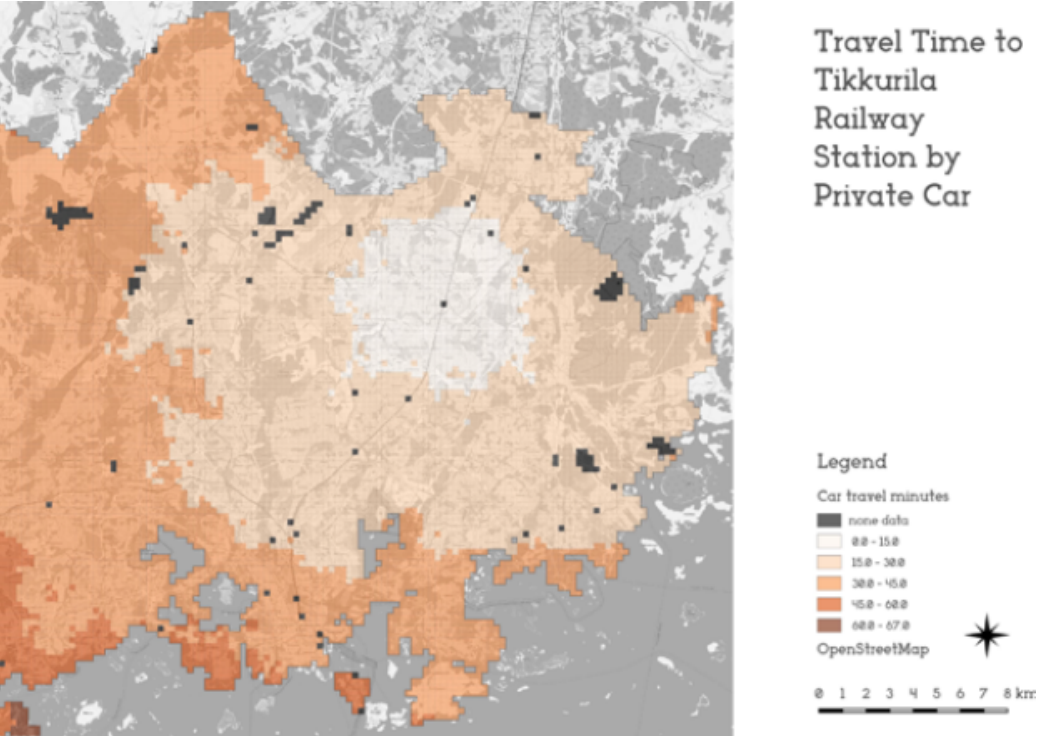 Travel Time to
Tikkurila
Railway
Station by
Private Car
Legend
Car travel minutes
none data
0.0 - 15.0
15.0 - 30.0
30.0 - 45.0
45.0 - 60.0
60.0 - 67.0
OpenStreetMap
0 1 2 3 4 5 6 7 8 km